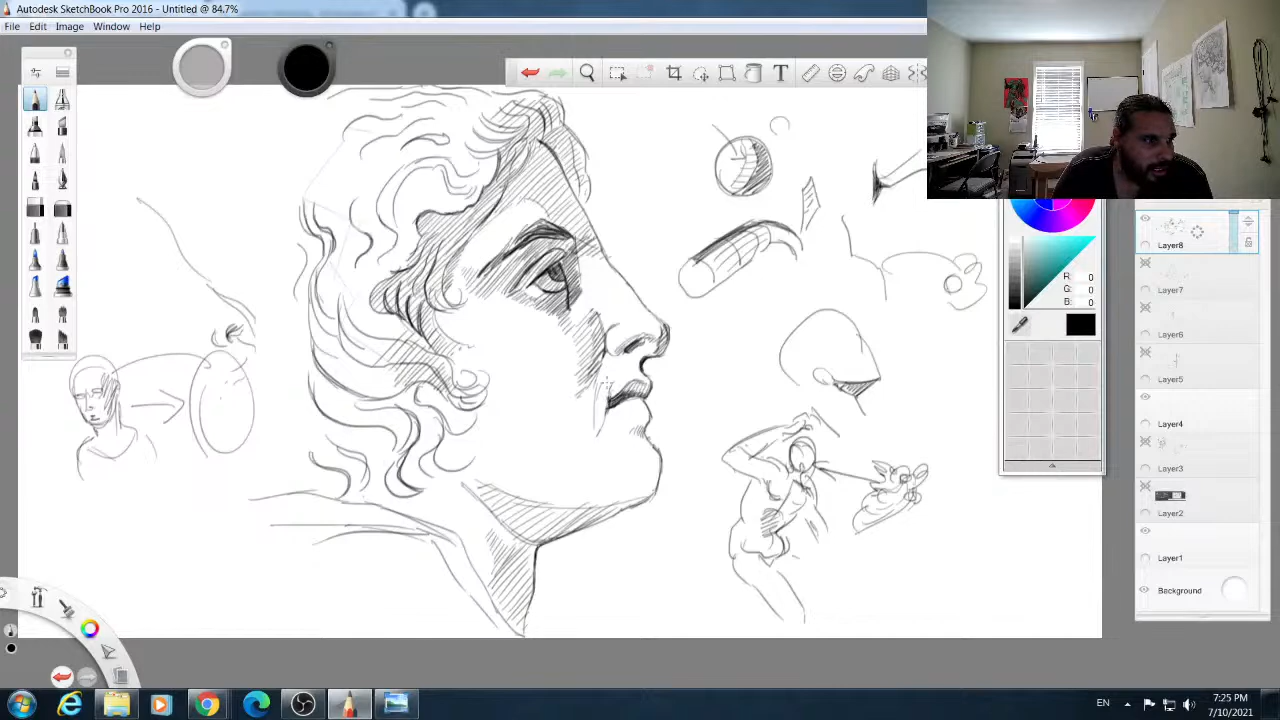 Autodesk SketchBook Pro 2016 - Untitled @ 84.7%
File Edit Image Window Help
T
Layer8
Layer7
Layer6
Layer5
Layer4
Layer3
Layer2
Layer1
Background
R 0
G 0
B 0
EN
7:25 PM
7/10/2021